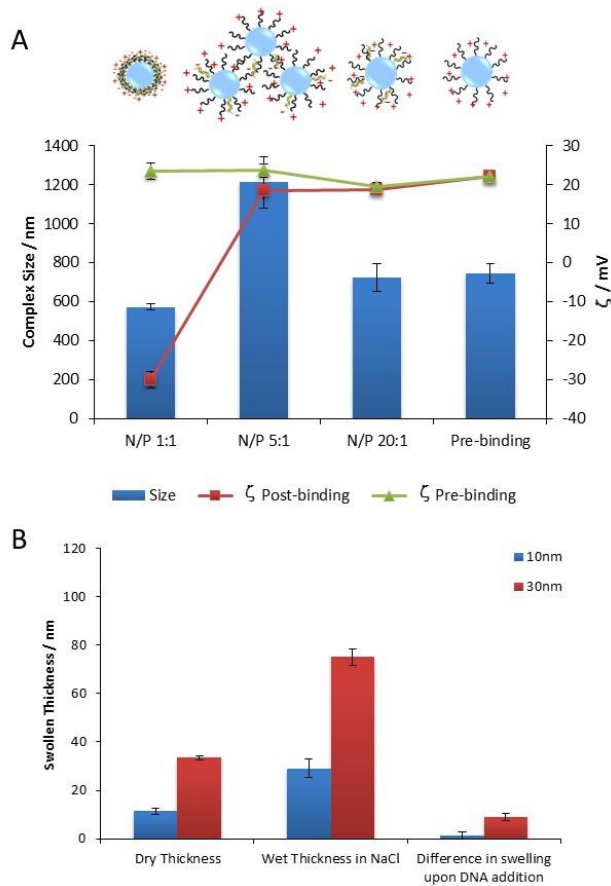 A
1400
1200
1000
800
600
400
200
0
Complex Size / nm
30
20
10
0
-10
-20
-30
-40
ζ / mV
N/P 1:1 N/P 5:1 N/P 20:1 Pre-binding
Size ζ Post-binding ζ Pre-binding
B
120
100
80
60
40
20
0
Swollen Thickness / nm
10nm
30nm
Dry Thickness Wet Thickness in NaCl Difference in swelling
upon DNA addition